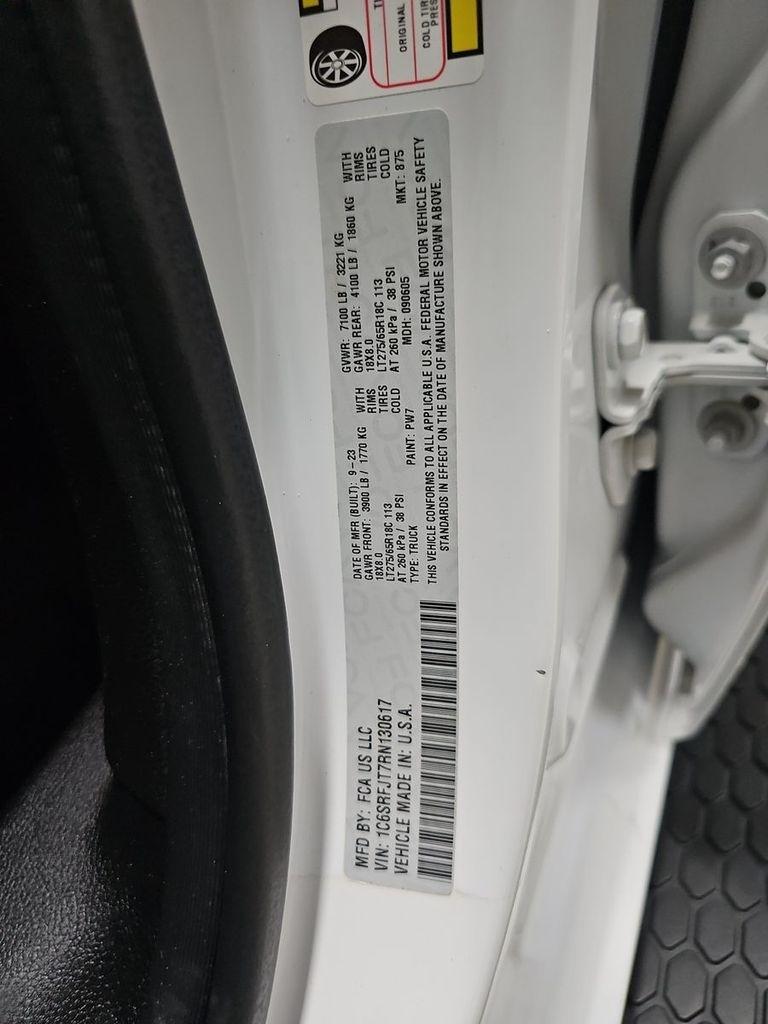 MFD BY: FCA US LLC
VIN: 1C6SRFJT7RN130617
VEHICLE MADE IN: U.S.A.
DATE OF MFR (BUILT): 9-23
GVWR: 7100 LB / 3221 KG
GAWR FRONT: 3900 LB / 1770 KG WITH
18X8.0 RIMS
LT275/65R18C 113 TIRES
AT 260 kPa / 38 PSI COLD
GAWR REAR: 4100 LB / 1860 KG WITH
18X8.0 RIMS
LT275/65R18C 113 TIRES
AT 260 kPa / 38 PSI COLD
TYPE: TRUCK PAINT: PW7 MDH: 090605 MKT: 875
THIS VEHICLE CONFORMS TO ALL APPLICABLE U.S.A. FEDERAL MOTOR VEHICLE SAFETY
STANDARDS IN EFFECT ON THE DATE OF MANUFACTURE SHOWN ABOVE.
ORIGINAL
COLD